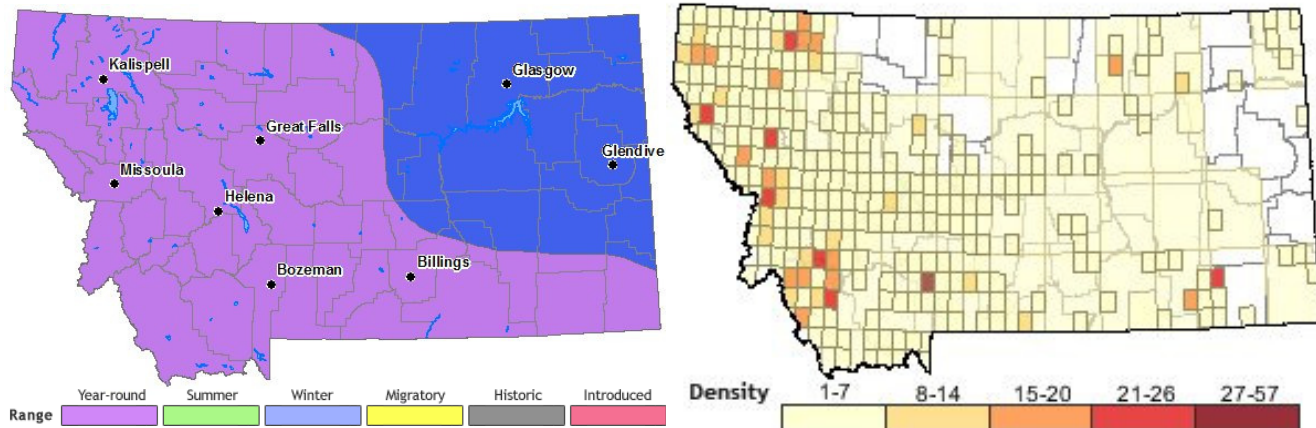 Kalispell
Glasgow
Great Falls
Glendive
Missoula
Helena
Bozeman
Billings
Range Year-round Summer Winter Migratory Historic Introduced
Density 1-7 8-14 15-20 21-26 27-57